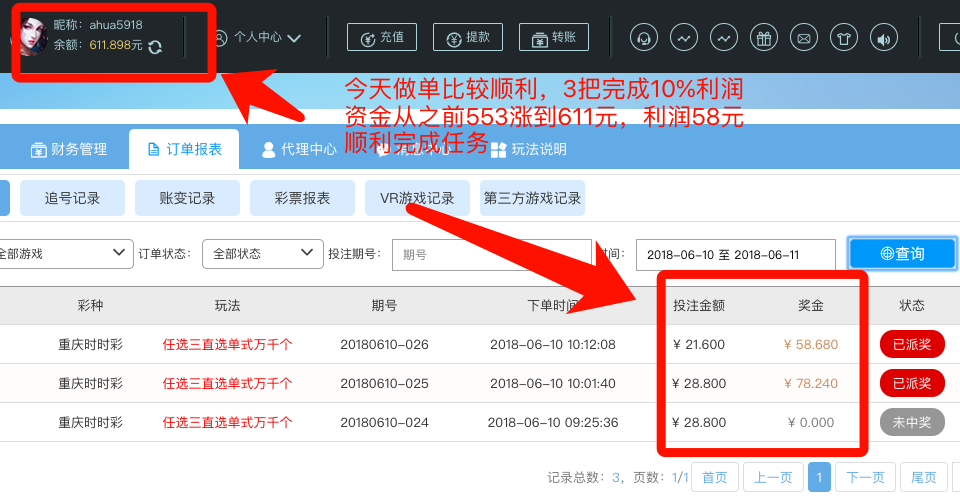 昵称: ahua5918
余额: 611.898元
个人中心
充值
提款
转账
今天做单比较顺利，3把完成10%利润
资金从之前553涨到611元，利润58元
顺利完成任务
财务管理
订单报表
代理中心
玩法说明
追号记录
账变记录
彩票报表
VR游戏记录
第三方游戏记录
全部游戏
订单状态:
全部状态
投注期号:
期号
时间:
2018-06-10 至 2018-06-11
查询
彩种 玩法 期号 下单时间 投注金额 奖金 状态
重庆时时彩 任选三直选单式万千个 20180610-026 2018-06-10 10:12:08 ¥ 21.600 ¥ 58.680 已派奖
重庆时时彩 任选三直选单式万千个 20180610-025 2018-06-10 10:01:40 ¥ 28.800 ¥ 78.240 已派奖
重庆时时彩 任选三直选单式万千个 20180610-024 2018-06-10 09:25:36 ¥ 28.800 ¥ 0.000 未中奖
记录总数: 3, 页数: 1/1 首页 上一页 1 下一页 尾页